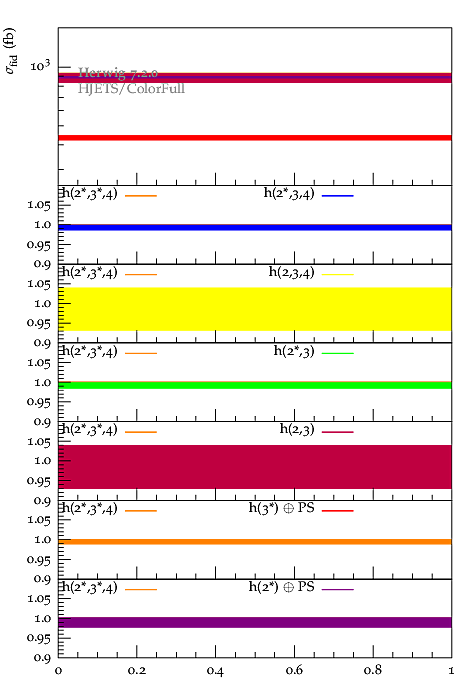 σfid (fb)
10³
Herwig 7.2.0
HJETS/ColorFull
h(2*,3*,4) h(2*,3,4)
1.05
1.0
0.95
0.9
h(2*,3*,4) h(2,3,4)
1.05
1.0
0.95
0.9
h(2*,3*,4) h(2*,3)
1.05
1.0
0.95
0.9
h(2*,3*,4) h(2,3)
1.05
1.0
0.95
0.9
h(2*,3*,4) h(3*) ⊕ PS
1.05
1.0
0.95
0.9
h(2*,3*,4) h(2*) ⊕ PS
1.05
1.0
0.95
0.9
0 0.2 0.4 0.6 0.8 1